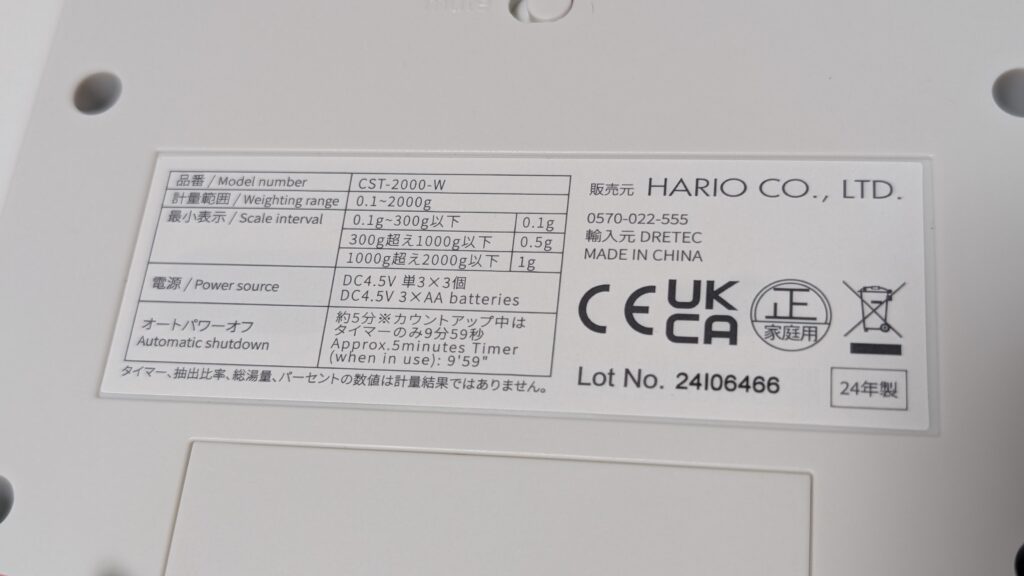 mute
品番 / Model number CST-2000-W
計量範囲 / Weighting range 0.1~2000g
最小表示 / Scale interval 0.1g~300g以下 0.1g
300g超え1000g以下 0.5g
1000g超え2000g以下 1g
電源 / Power source DC4.5V 単3×3個
DC4.5V 3×AA batteries
オートパワーオフ 約5分※カウントアップ中は
タイマーのみ9分59秒
Automatic shutdown Approx.5minutes Timer
(when in use): 9'59"
タイマー、抽出比率、総湯量、パーセントの数値は計量結果ではありません。
販売元 HARIO CO., LTD.
0570-022-555
輸入元 DRETEC
MADE IN CHINA
CE UK
CA
正
家庭用
Lot No. 24I06466
24年製